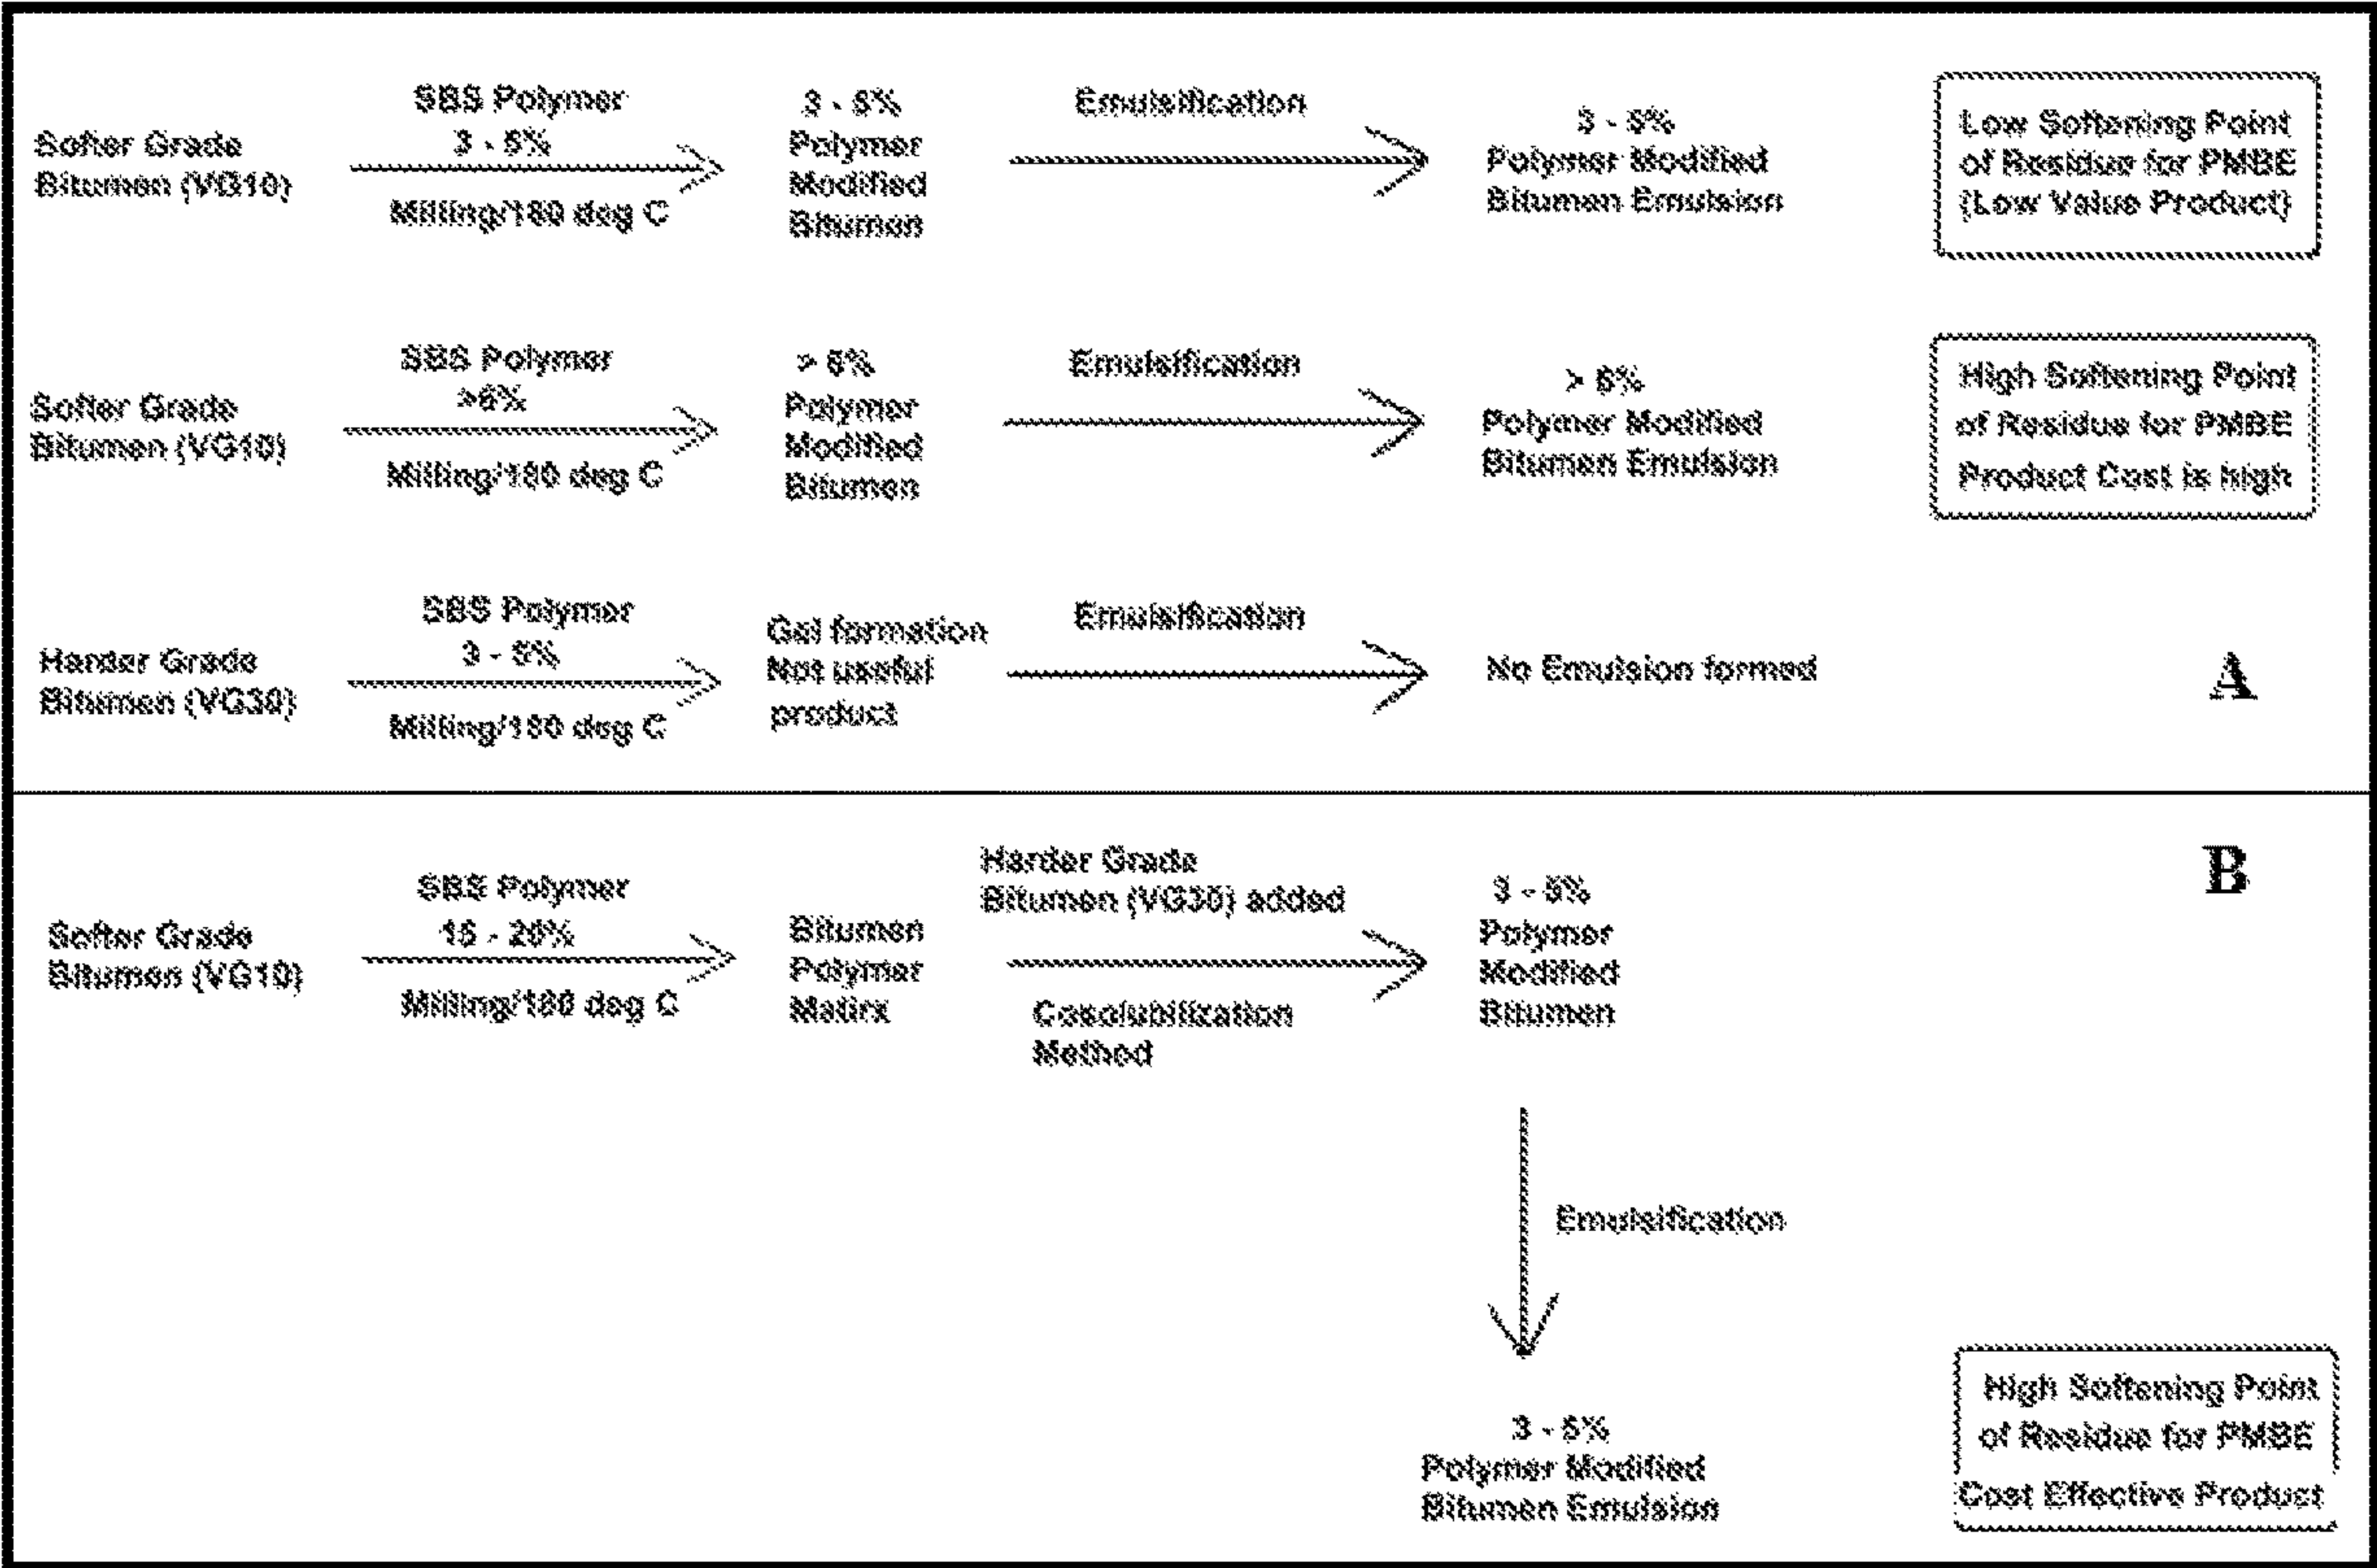 SBS Polymer
3 - 5%
Softer Grade
Bitumen (VG10)
Milling/180 deg C
3 - 5%
Polymer
Modified
Bitumen
Emulsification
3 - 5%
Polymer Modified
Bitumen Emulsion
Low Softening Point
of Residue for PMBE
(Low Value Product)
SBS Polymer
>6%
Softer Grade
Bitumen (VG10)
Milling/180 deg C
> 6%
Polymer
Modified
Bitumen
Emulsification
> 6%
Polymer Modified
Bitumen Emulsion
High Softening Point
of Residue for PMBE
Product Cost is high
SBS Polymer
3 - 5%
Harder Grade
Bitumen (VG30)
Milling/180 deg C
Gel formation
Not useful
product
Emulsification
No Emulsion formed
A
B
SBS Polymer
15 - 20%
Softer Grade
Bitumen (VG10)
Milling/180 deg C
Bitumen
Polymer
Matirx
Harder Grade
Bitumen (VG30) added
Cosolubilization
Method
3 - 5%
Polymer
Modified
Bitumen
Emulsification
3 - 5%
Polymer Modified
Bitumen Emulsion
High Softening Point
of Residue for PMBE
Cost Effective Product